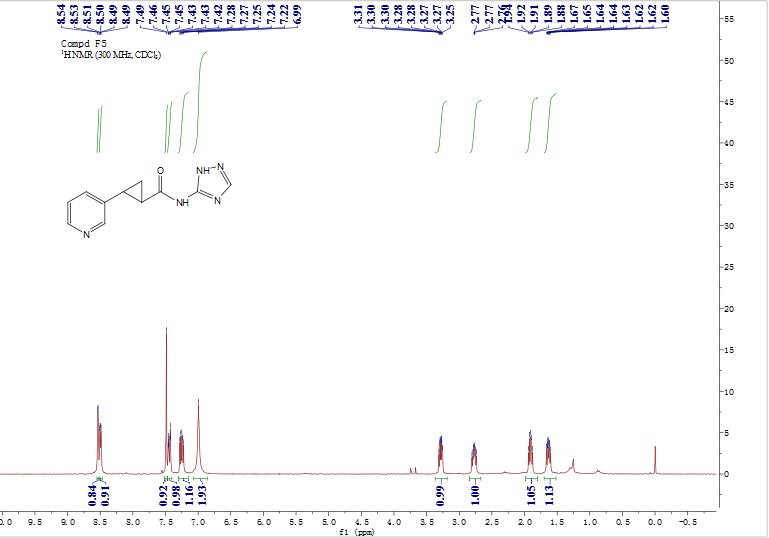 8.54 8.53 8.51 8.50 8.49 8.49 7.49 7.46 7.45 7.45 7.43 7.43 7.42 7.28 7.27 7.25 7.24 7.22 6.99 3.31 3.30 3.30 3.28 3.28 3.27 3.27 3.25 2.777 2.77 2.76 1.92 1.91 1.89 1.88 1.67 1.65 1.64 1.64 1.63 1.62 1.62 1.60
Compd F5
¹H NMR (300 MHz, CDCl₃)
O
NH
N
NH
N
N
55
50
45
40
35
30
25
20
15
10
5
0
0.84 0.91 0.92 0.98 1.16 1.93 0.99 1.00 1.05 1.13
0.0 9.5 9.0 8.5 8.0 7.5 7.0 6.5 6.0 5.5 5.0 4.5 4.0 3.5 3.0 2.5 2.0 1.5 1.0 0.5 0.0 -0.5
f1 (ppm)